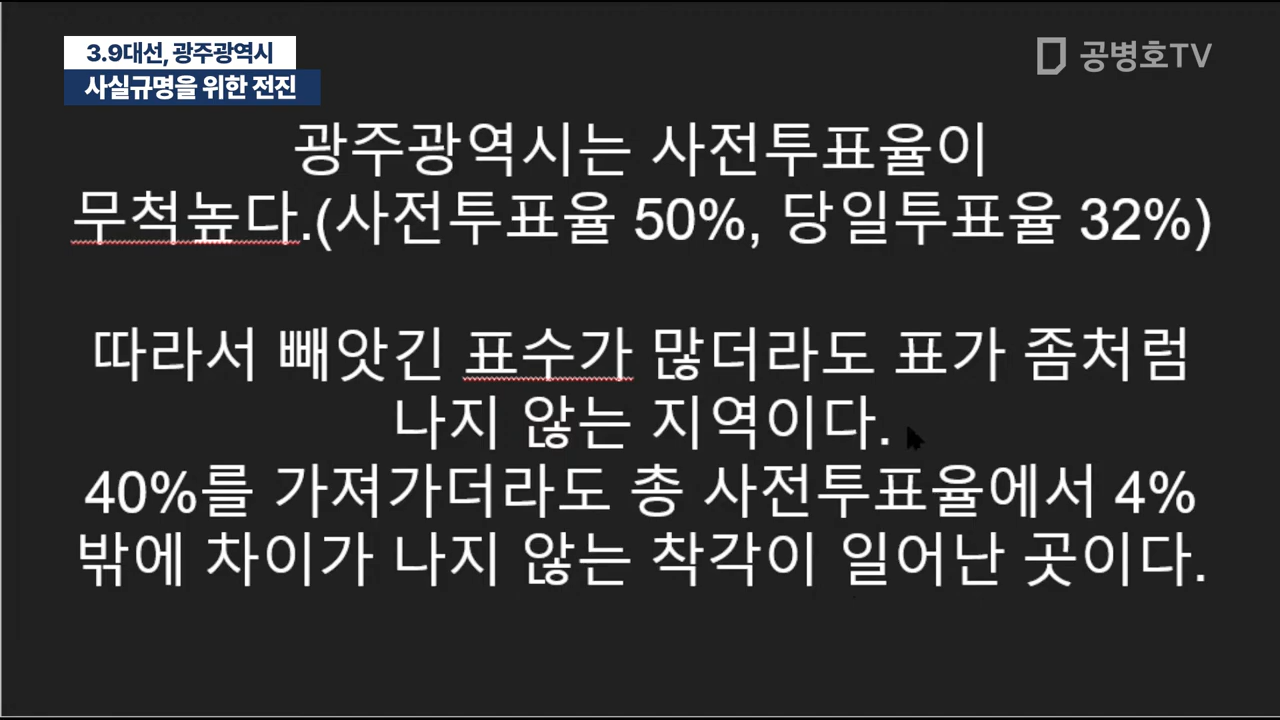 3.9대선, 광주광역시
사실규명을 위한 전진
공병호TV
광주광역시는 사전투표율이
무척높다.(사전투표율 50%, 당일투표율 32%)
따라서 빼앗긴 표수가 많더라도 표가 좀처럼
나지 않는 지역이다.
40%를 가져가더라도 총 사전투표율에서 4%
밖에 차이가 나지 않는 착각이 일어난 곳이다.